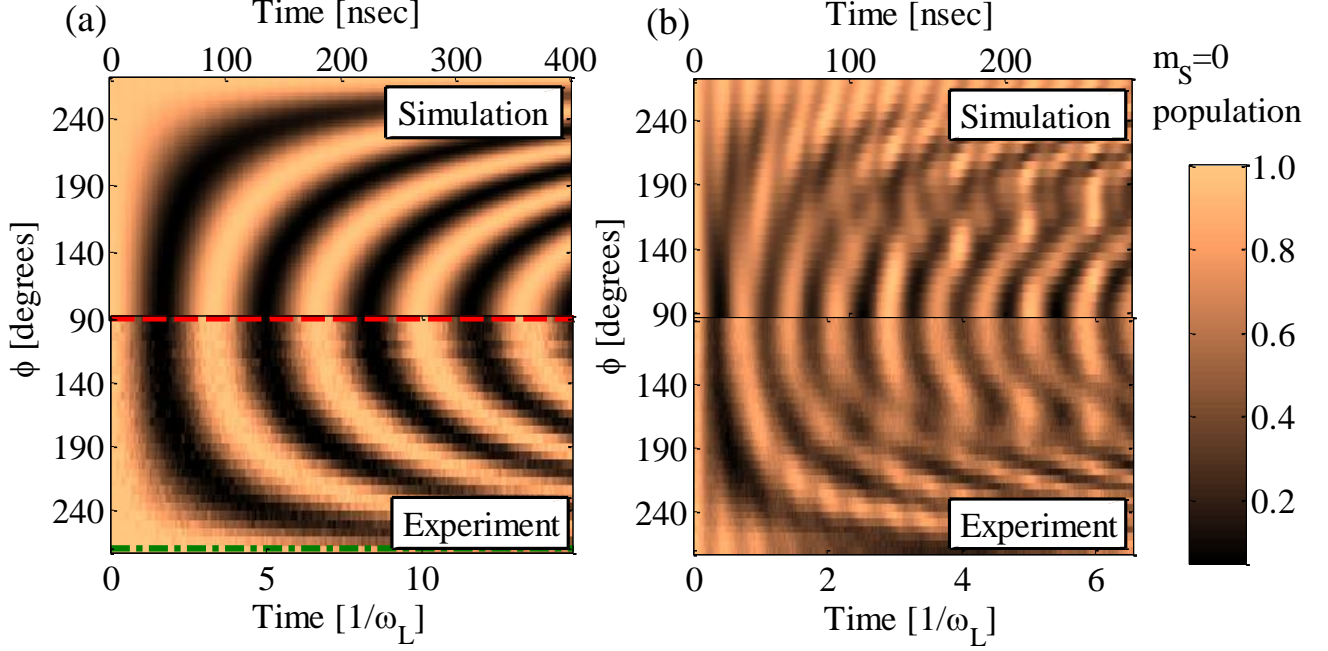 (a)
Time [nsec]
0 100 200 300 400
Simulation
240
190
140
90
140
190
240
ϕ [degrees]
Experiment
0 5 10
Time [1/ω_L]
(b)
Time [nsec]
0 100 200
Simulation
240
190
140
90
140
190
240
ϕ [degrees]
Experiment
0 2 4 6
Time [1/ω_L]
m_S=0
population
1.0
0.8
0.6
0.4
0.2